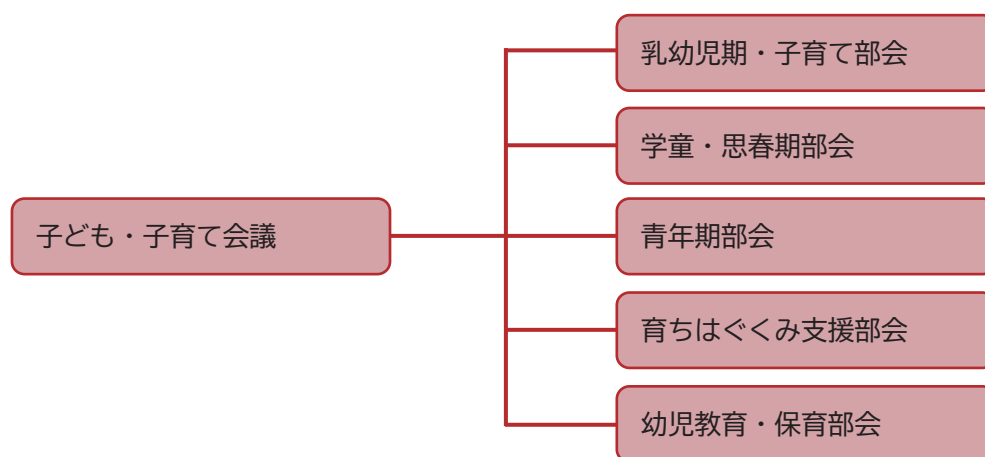 乳幼児期・子育て部会
学童・思春期部会
子ども・子育て会議
青年期部会
育ちはぐくみ支援部会
幼児教育・保育部会